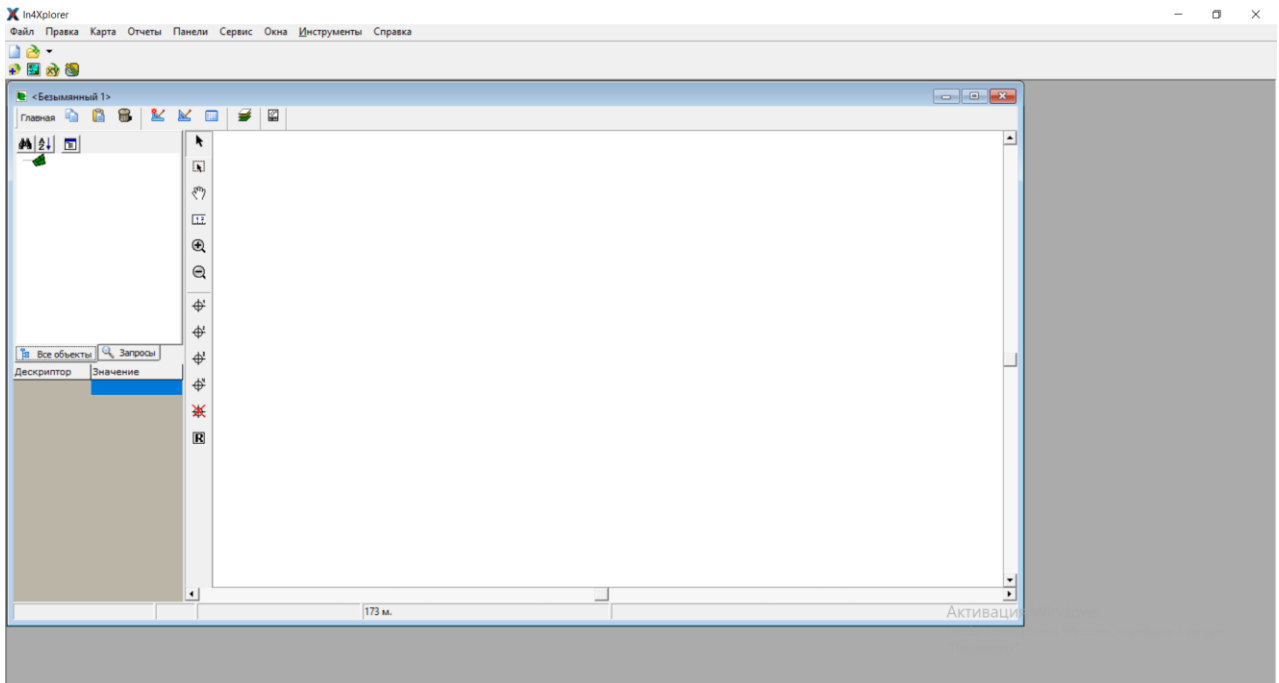 In4Xplorer
Файл Правка Карта Отчеты Панели Сервис Окна Инструменты Справка
<Безымянный 1>
Главная
Все объекты Запросы
Дескриптор Значение
173 м.